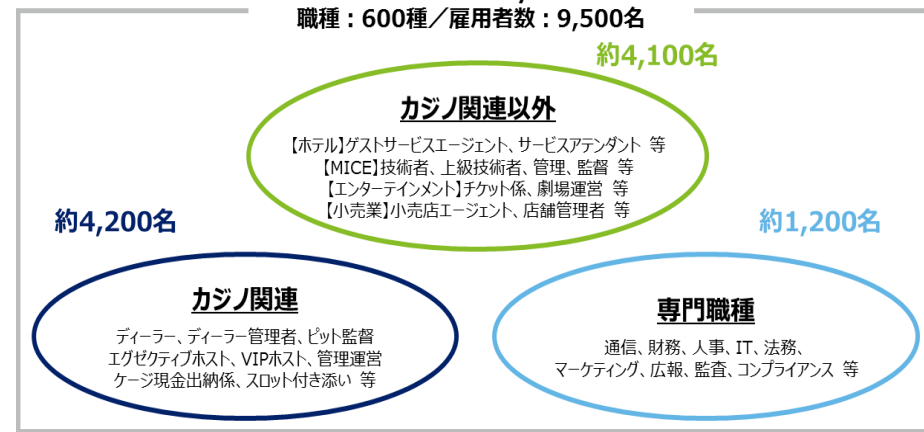 職種：600種／雇用者数：9,500名
約4,100名
カジノ関連以外
【ホテル】ゲストサービスエージェント、サービスアテンダント 等
【MICE】技術者、上級技術者、管理、監督 等
【エンターテインメント】チケット係、劇場運営 等
【小売業】小売店エージェント、店舗管理者 等
約4,200名
カジノ関連
ディーラー、ディーラー管理者、ピット監督
エグゼクティブホスト、VIPホスト、管理運営
ケージ現金出納係、スロット付き添い 等
約1,200名
専門職種
通信、財務、人事、IT、法務、
マーケティング、広報、監査、コンプライアンス 等